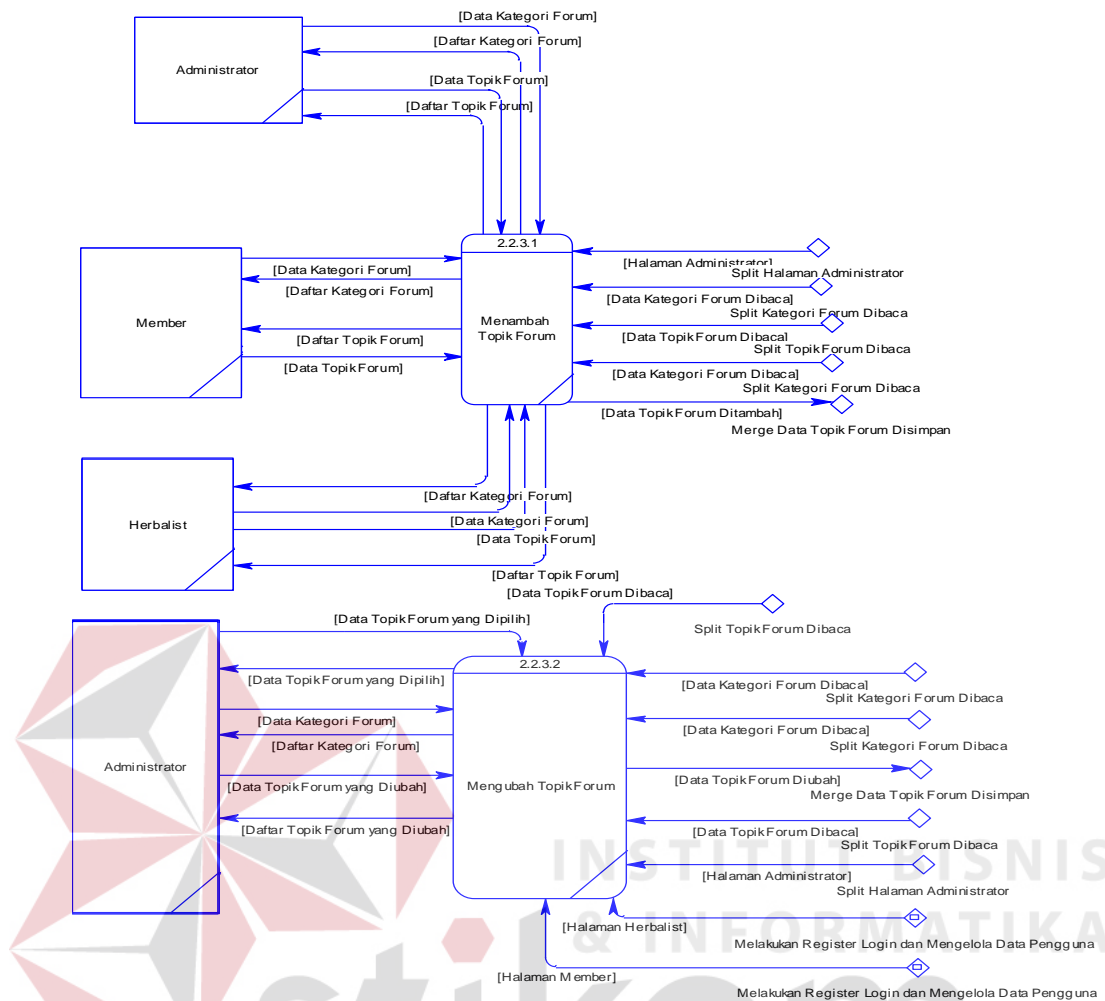 [Data Kategori Forum]
[Daftar Kategori Forum]
Administrator
[Data Topik Forum]
[Daftar Topik Forum]
2.2.3.1
Menambah
Topik Forum
[Halaman Administrator]
Split Halaman Administrator
[Data Kategori Forum]
[Daftar Kategori Forum]
[Data Kategori Forum Dibaca]
Split Kategori Forum Dibaca
Member
[Daftar Topik Forum]
[Data Topik Forum Dibaca]
Split Topik Forum Dibaca
[Data Topik Forum]
[Data Kategori Forum Dibaca]
Split Kategori Forum Dibaca
[Data Topik Forum Ditambah]
Merge Data Topik Forum Disimpan
Herbalist
[Daftar Kategori Forum]
[Data Kategori Forum]
[Data Topik Forum]
[Daftar Topik Forum]
[Data Topik Forum Dibaca]
Split Topik Forum Dibaca
[Data Topik Forum yang Dipilih]
2.2.3.2
Mengubah Topik Forum
[Data Topik Forum yang Dipilih]
[Data Kategori Forum Dibaca]
Split Kategori Forum Dibaca
[Data Kategori Forum]
[Data Kategori Forum Dibaca]
Split Kategori Forum Dibaca
[Daftar Kategori Forum]
Administrator
[Data Topik Forum yang Diubah]
[Data Topik Forum Diubah]
Merge Data Topik Forum Disimpan
[Daftar Topik Forum yang Diubah]
[Data Topik Forum Dibaca]
Split Topik Forum Dibaca
[Halaman Administrator]
Split Halaman Administrator
[Halaman Herbalist]
Melakukan Register Login dan Mengelola Data Pengguna
[Halaman Member]
Melakukan Register Login dan Mengelola Data Pengguna
INSTITUT BISNIS
& INFORMATIKA
stikom